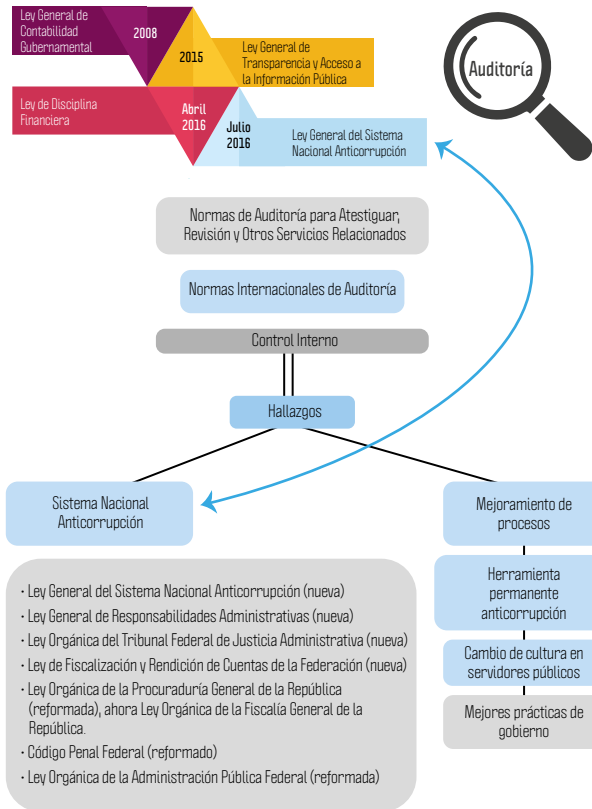 Ley General de
Contabilidad
Gubernamental
2008
2015
Ley General de
Transparencia y Acceso a
la Información Pública
Auditoría
Ley de Disciplina
Financiera
Abril
2016
Julio
2016
Ley General del Sistema
Nacional Anticorrupción
Normas de Auditoría para Atestiguar,
Revisión y Otros Servicios Relacionados
Normas Internacionales de Auditoría
Control Interno
Hallazgos
Sistema Nacional
Anticorrupción
· Ley General del Sistema Nacional Anticorrupción (nueva)
· Ley General de Responsabilidades Administrativas (nueva)
· Ley Orgánica del Tribunal Federal de Justicia Administrativa (nueva)
· Ley de Fiscalización y Rendición de Cuentas de la Federación (nueva)
· Ley Orgánica de la Procuraduría General de la República
(reformada), ahora Ley Orgánica de la Fiscalía General de la
República.
· Código Penal Federal (reformado)
· Ley Orgánica de la Administración Pública Federal (reformada)
Mejoramiento de
procesos
Herramienta
permanente
anticorrupción
Cambio de cultura en
servidores públicos
Mejores prácticas de
gobierno